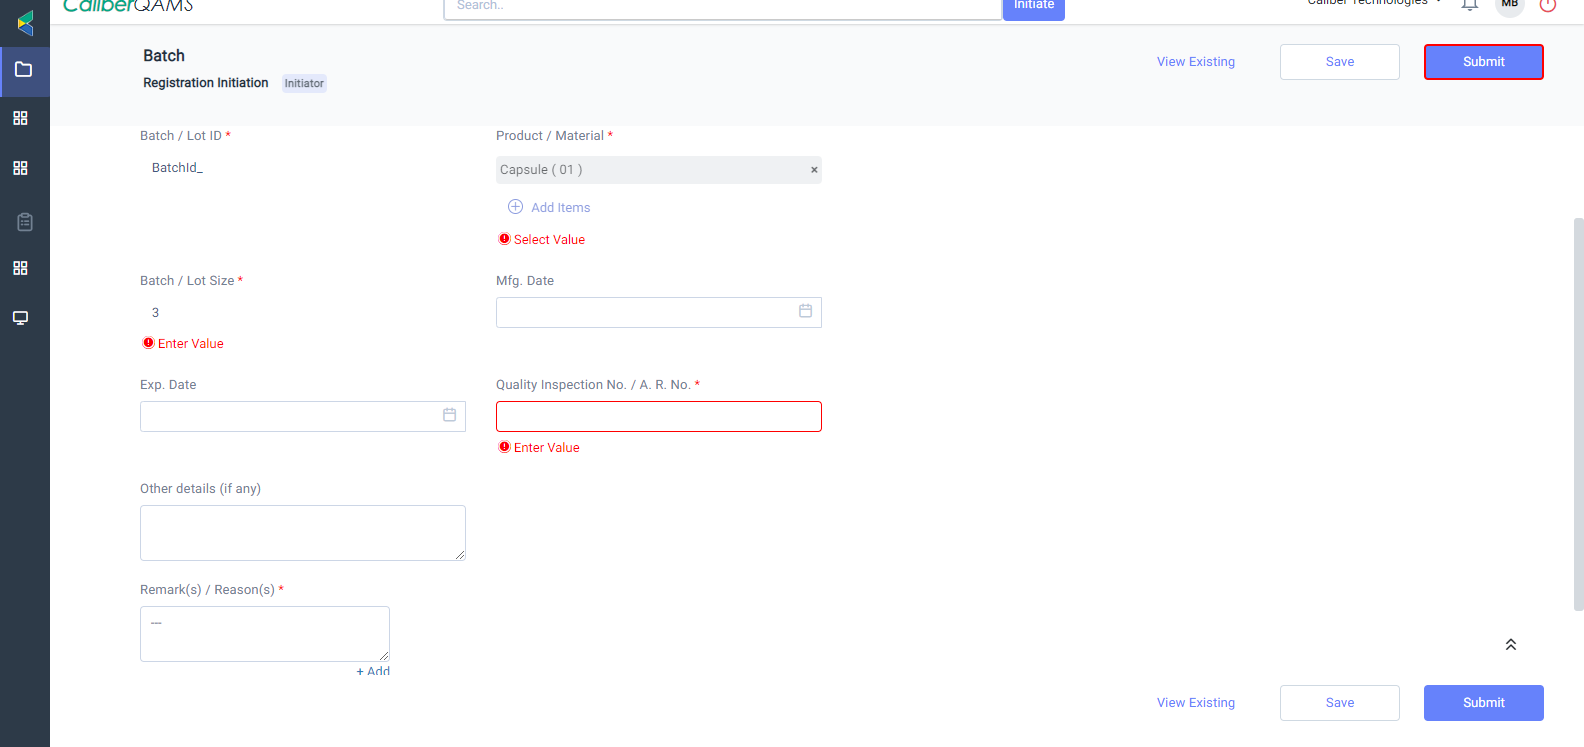 CaliberQAMS
Search..
Initiate
Caliber Technologies
MB
Batch
Registration Initiation Initiator
View Existing
Save
Submit
Batch / Lot ID *
BatchId_
Product / Material *
Capsule ( 01 ) ×
Add Items
Select Value
Batch / Lot Size *
3
Enter Value
Mfg. Date
Exp. Date
Quality Inspection No. / A. R. No. *
Enter Value
Other details (if any)
Remark(s) / Reason(s) *
---
+ Add
View Existing
Save
Submit